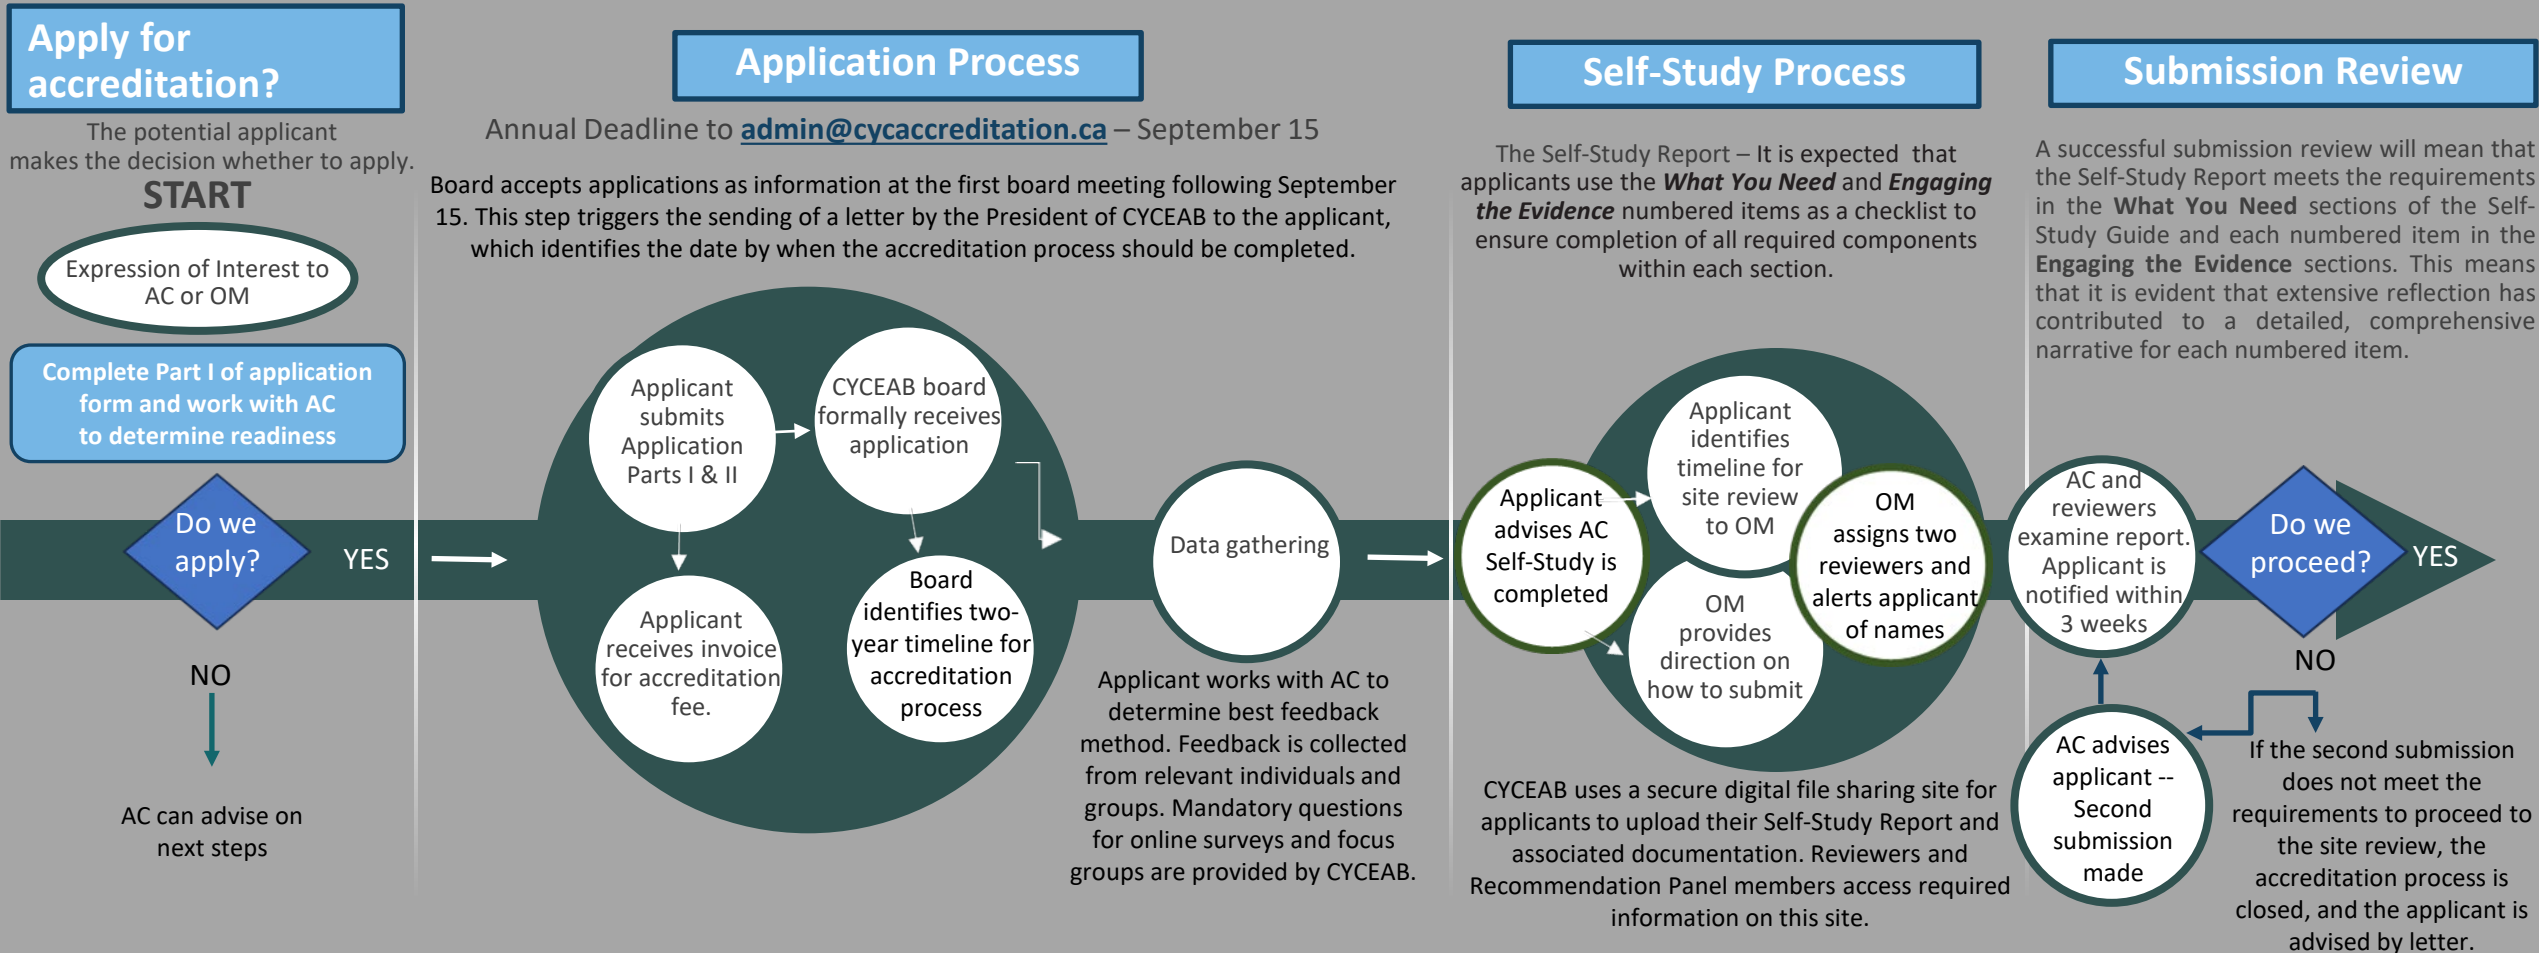 Apply for
accreditation?
The potential applicant
makes the decision whether to apply.
START
Expression of Interest to
AC or OM
Complete Part I of application
form and work with AC
to determine readiness
Do we
apply?
YES
NO
AC can advise on
next steps
Application Process
Annual Deadline to admin@cycaccreditation.ca – September 15
Board accepts applications as information at the first board meeting following September
15. This step triggers the sending of a letter by the President of CYCEAB to the applicant,
which identifies the date by when the accreditation process should be completed.
Applicant
submits
Application
Parts I & II
CYCEAB board
formally receives
application
Applicant
receives invoice
for accreditation
fee.
Board
identifies two-
year timeline for
accreditation
process
Data gathering
Applicant works with AC to
determine best feedback
method. Feedback is collected
from relevant individuals and
groups. Mandatory questions
for online surveys and focus
groups are provided by CYCEAB.
Self-Study Process
The Self-Study Report – It is expected that
applicants use the What You Need and Engaging
the Evidence numbered items as a checklist to
ensure completion of all required components
within each section.
Applicant
advises AC
Self-Study is
completed
Applicant
identifies
timeline for
site review
to OM
OM
provides
direction on
how to submit
OM
assigns two
reviewers and
alerts applicant
of names
CYCEAB uses a secure digital file sharing site for
applicants to upload their Self-Study Report and
associated documentation. Reviewers and
Recommendation Panel members access required
information on this site.
Submission Review
A successful submission review will mean that
the Self-Study Report meets the requirements
in the What You Need sections of the Self-
Study Guide and each numbered item in the
Engaging the Evidence sections. This means
that it is evident that extensive reflection has
contributed to a detailed, comprehensive
narrative for each numbered item.
AC and
reviewers
examine report.
Applicant is
notified within
3 weeks
Do we
proceed?
YES
NO
AC advises
applicant --
Second
submission
made
If the second submission
does not meet the
requirements to proceed to
the site review, the
accreditation process is
closed, and the applicant is
advised by letter.